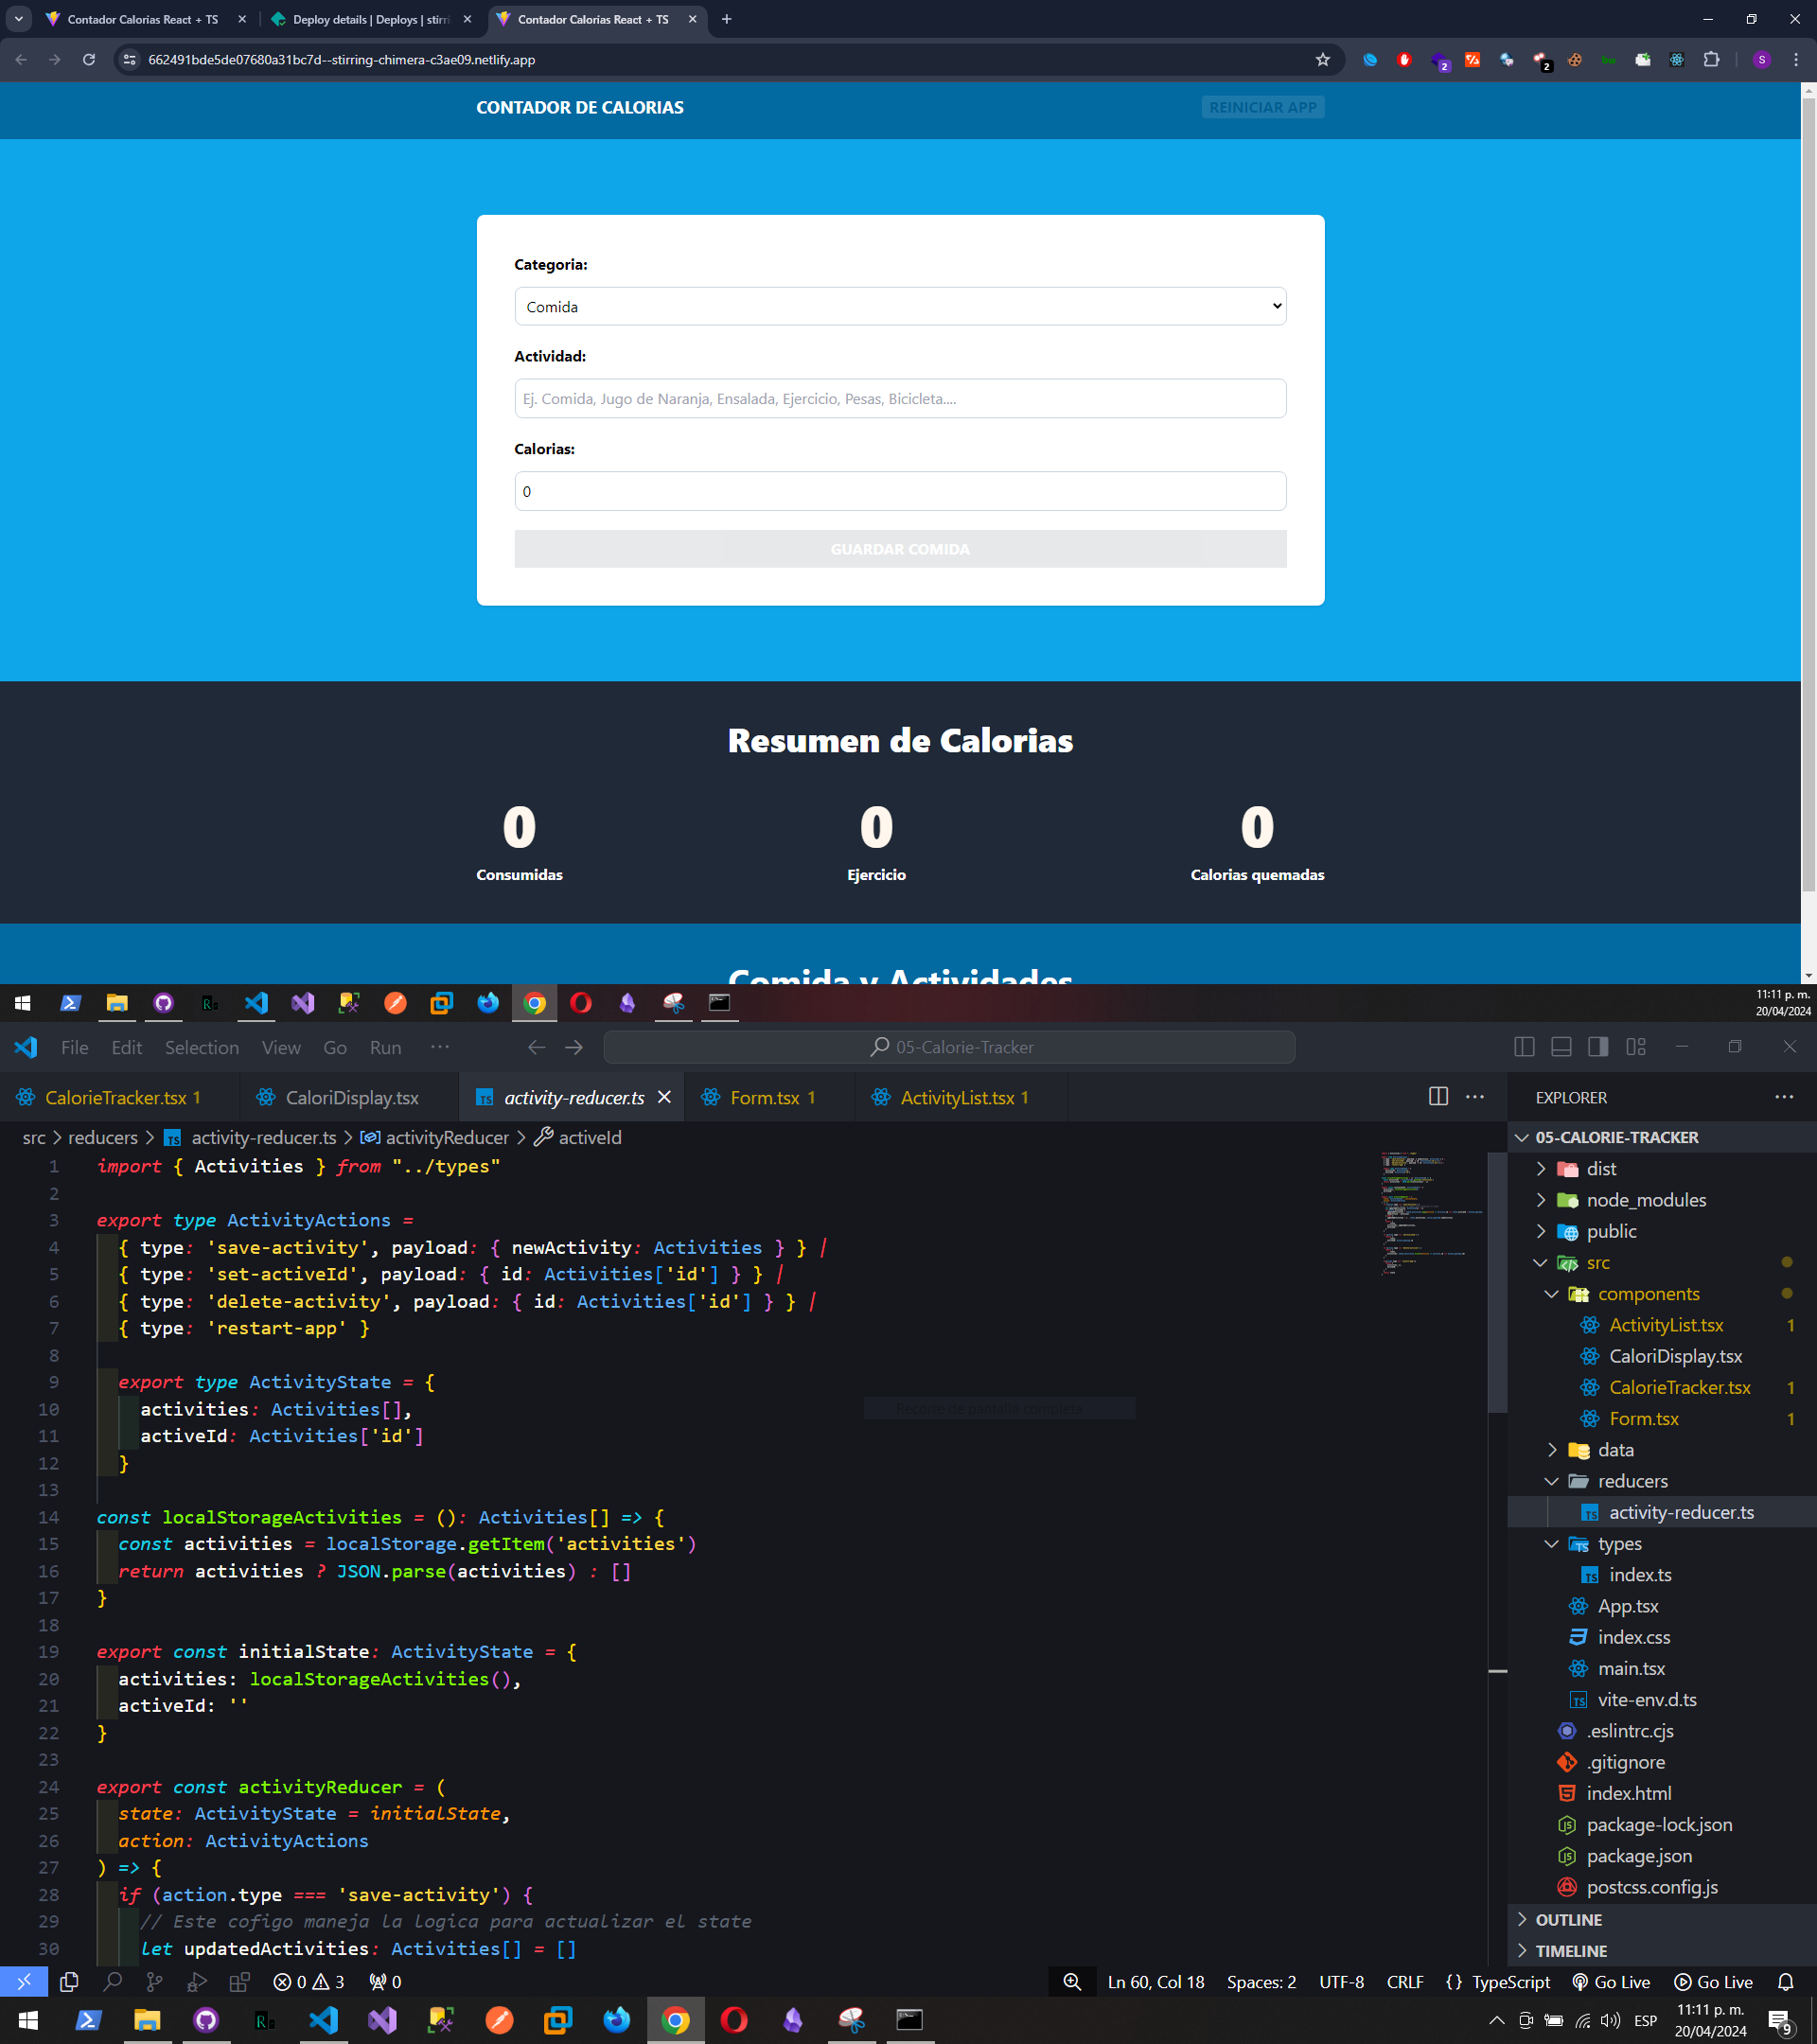 Contador Calorias React + TS
Deploy details | Deploys | stirri
Contador Calorias React + TS
662491bde5de07680a31bc7d--stirring-chimera-c3ae09.netlify.app
2
2
S
CONTADOR DE CALORIAS
REINICIAR APP
Categoria:
Comida
Actividad:
Ej. Comida, Jugo de Naranja, Ensalada, Ejercicio, Pesas, Bicicleta....
Calorias:
0
GUARDAR COMIDA
Resumen de Calorias
0 0 0
Consumidas Ejercicio Calorias quemadas
Comida y Actividades
11:11 p. m.
20/04/2024
File Edit Selection View Go Run ···
05-Calorie-Tracker
CalorieTracker.tsx 1
CaloriDisplay.tsx
activity-reducer.ts
Form.tsx 1
ActivityList.tsx 1
src > reducers > activity-reducer.ts > activityReducer > activeId
1 import { Activities } from "../types"
2
3 export type ActivityActions =
4 { type: 'save-activity', payload: { newActivity: Activities } } |
5 { type: 'set-activeId', payload: { id: Activities['id'] } } |
6 { type: 'delete-activity', payload: { id: Activities['id'] } } |
7 { type: 'restart-app' }
8
9 export type ActivityState = {
10 activities: Activities[],
11 activeId: Activities['id']
12 }
13
14 const localStorageActivities = (): Activities[] => {
15 const activities = localStorage.getItem('activities')
16 return activities ? JSON.parse(activities) : []
17 }
18
19 export const initialState: ActivityState = {
20 activities: localStorageActivities(),
21 activeId: ''
22 }
23
24 export const activityReducer = (
25 state: ActivityState = initialState,
26 action: ActivityActions
27 ) => {
28 if (action.type === 'save-activity') {
29 // Este cofigo maneja la logica para actualizar el state
30 let updatedActivities: Activities[] = []
Recorte de pantalla completa
EXPLORER
05-CALORIE-TRACKER
dist
node_modules
public
src
components
ActivityList.tsx 1
CaloriDisplay.tsx
CalorieTracker.tsx 1
Form.tsx 1
data
reducers
activity-reducer.ts
types
index.ts
App.tsx
index.css
main.tsx
vite-env.d.ts
.eslintrc.cjs
.gitignore
index.html
package-lock.json
package.json
postcss.config.js
OUTLINE
TIMELINE
0 3 0
Ln 60, Col 18 Spaces: 2 UTF-8 CRLF {} TypeScript Go Live Go Live
ESP
11:11 p. m.
20/04/2024
9